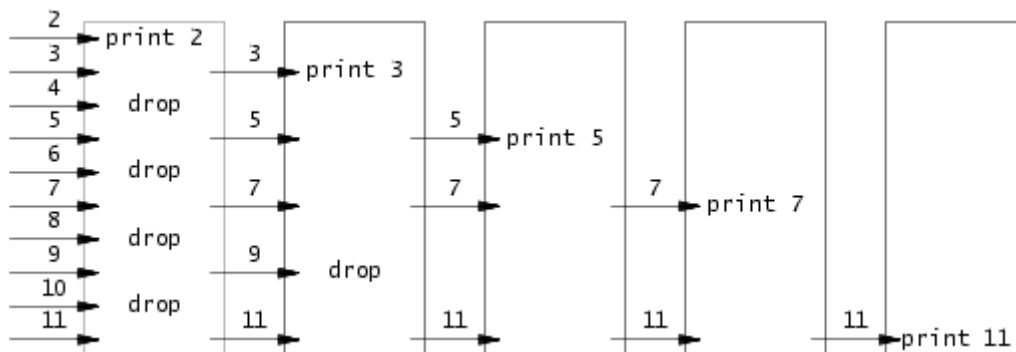 2 print 2
3 3 print 3
4 drop
5 5 5 print 5
6 drop
7 7 7 7 print 7
8 drop
9 9 drop
10 drop
11 11 11 11 11 print 11